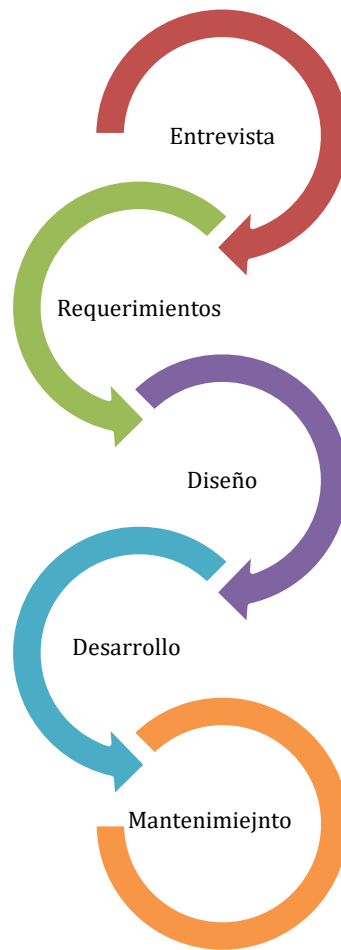 Entrevista
Requerimientos
Diseño
Desarrollo
Mantenimiejnto